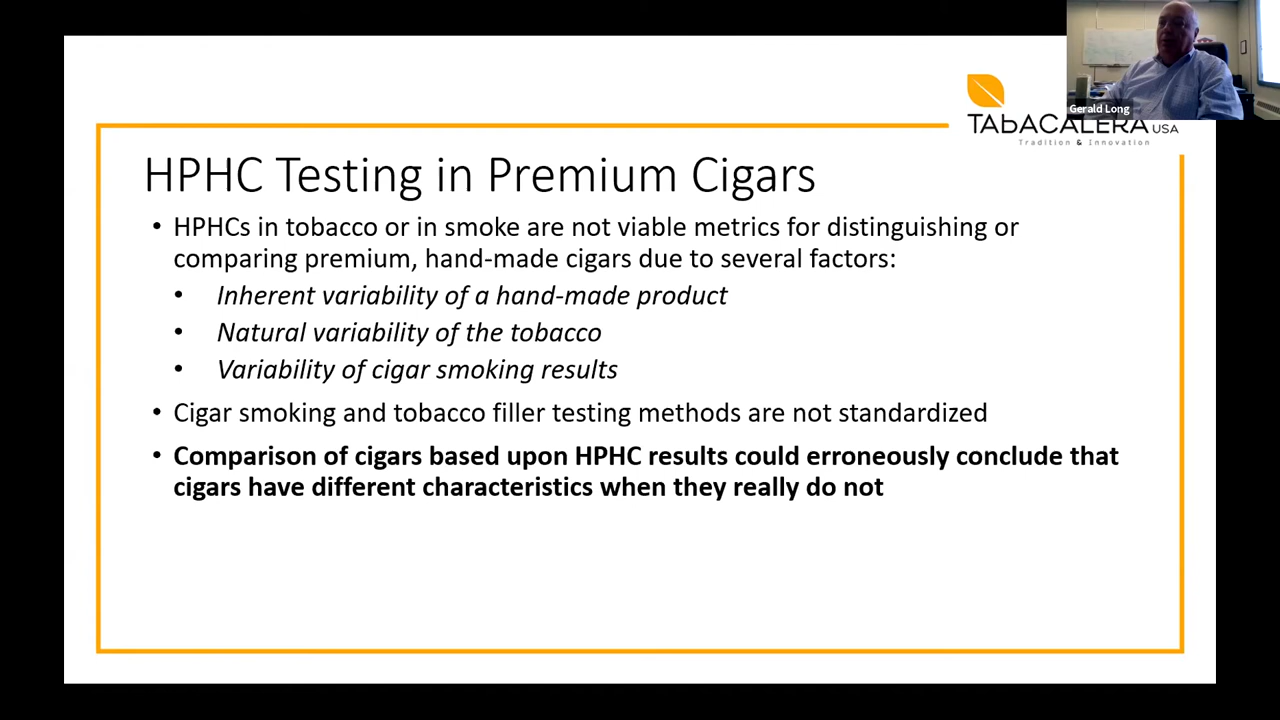 Gerald Long
TABACALERA USA
Tradition & Innovation
HPHC Testing in Premium Cigars
• HPHCs in tobacco or in smoke are not viable metrics for distinguishing or
comparing premium, hand-made cigars due to several factors:
• Inherent variability of a hand-made product
• Natural variability of the tobacco
• Variability of cigar smoking results
• Cigar smoking and tobacco filler testing methods are not standardized
• Comparison of cigars based upon HPHC results could erroneously conclude that
cigars have different characteristics when they really do not